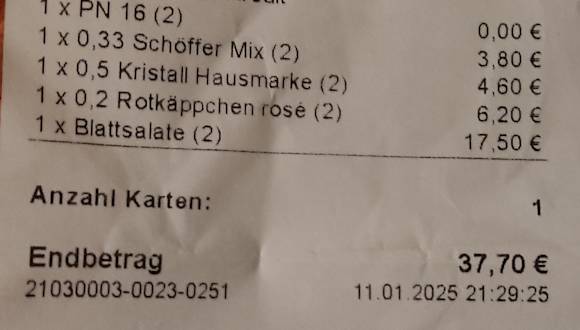 1 x PN 16 (2) 0,00 €
1 x 0,33 Schöffer Mix (2) 3,80 €
1 x 0,5 Kristall Hausmarke (2) 4,60 €
1 x 0,2 Rotkäppchen rosé (2) 6,20 €
1 x Blattsalate (2) 17,50 €
Anzahl Karten: 1
Endbetrag 37,70 €
21030003-0023-0251 11.01.2025 21:29:25